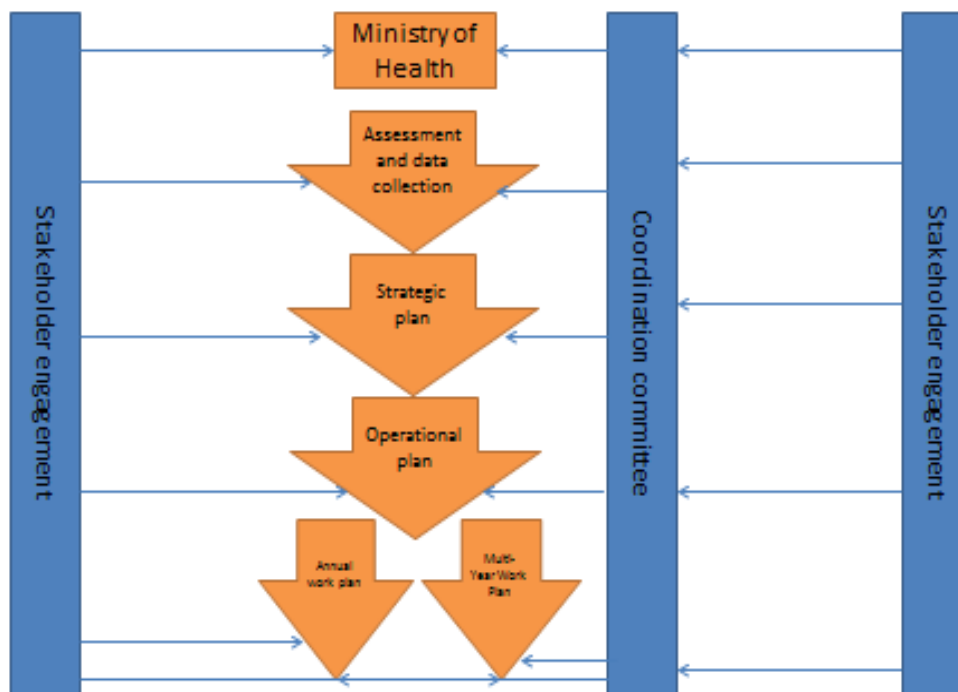 Ministry of
Health
Assessment
and data
collection
Strategic
plan
Operational
plan
Annual
work plan
Multi-
Year Work
Plan
Stakeholder engagement
Coordination committee
Stakeholder engagement